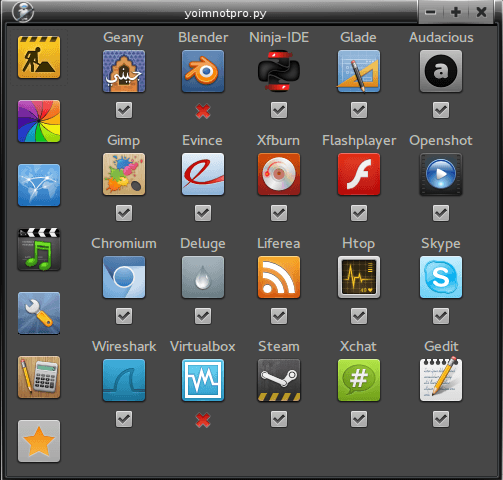 yoimnotpro.py
Geany Blender Ninja-IDE Glade Audacious
جيني
a
Gimp Evince Xfburn Flashplayer Openshot
Chromium Deluge Liferea Htop Skype
S
Wireshark Virtualbox Steam Xchat Gedit
#